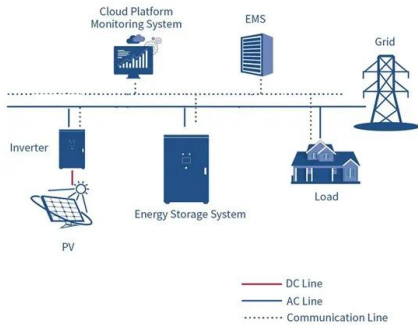 Cloud Platform
Monitoring System
EMS
Grid
Inverter
Energy Storage System
Load
PV
DC Line
AC Line
Communication Line